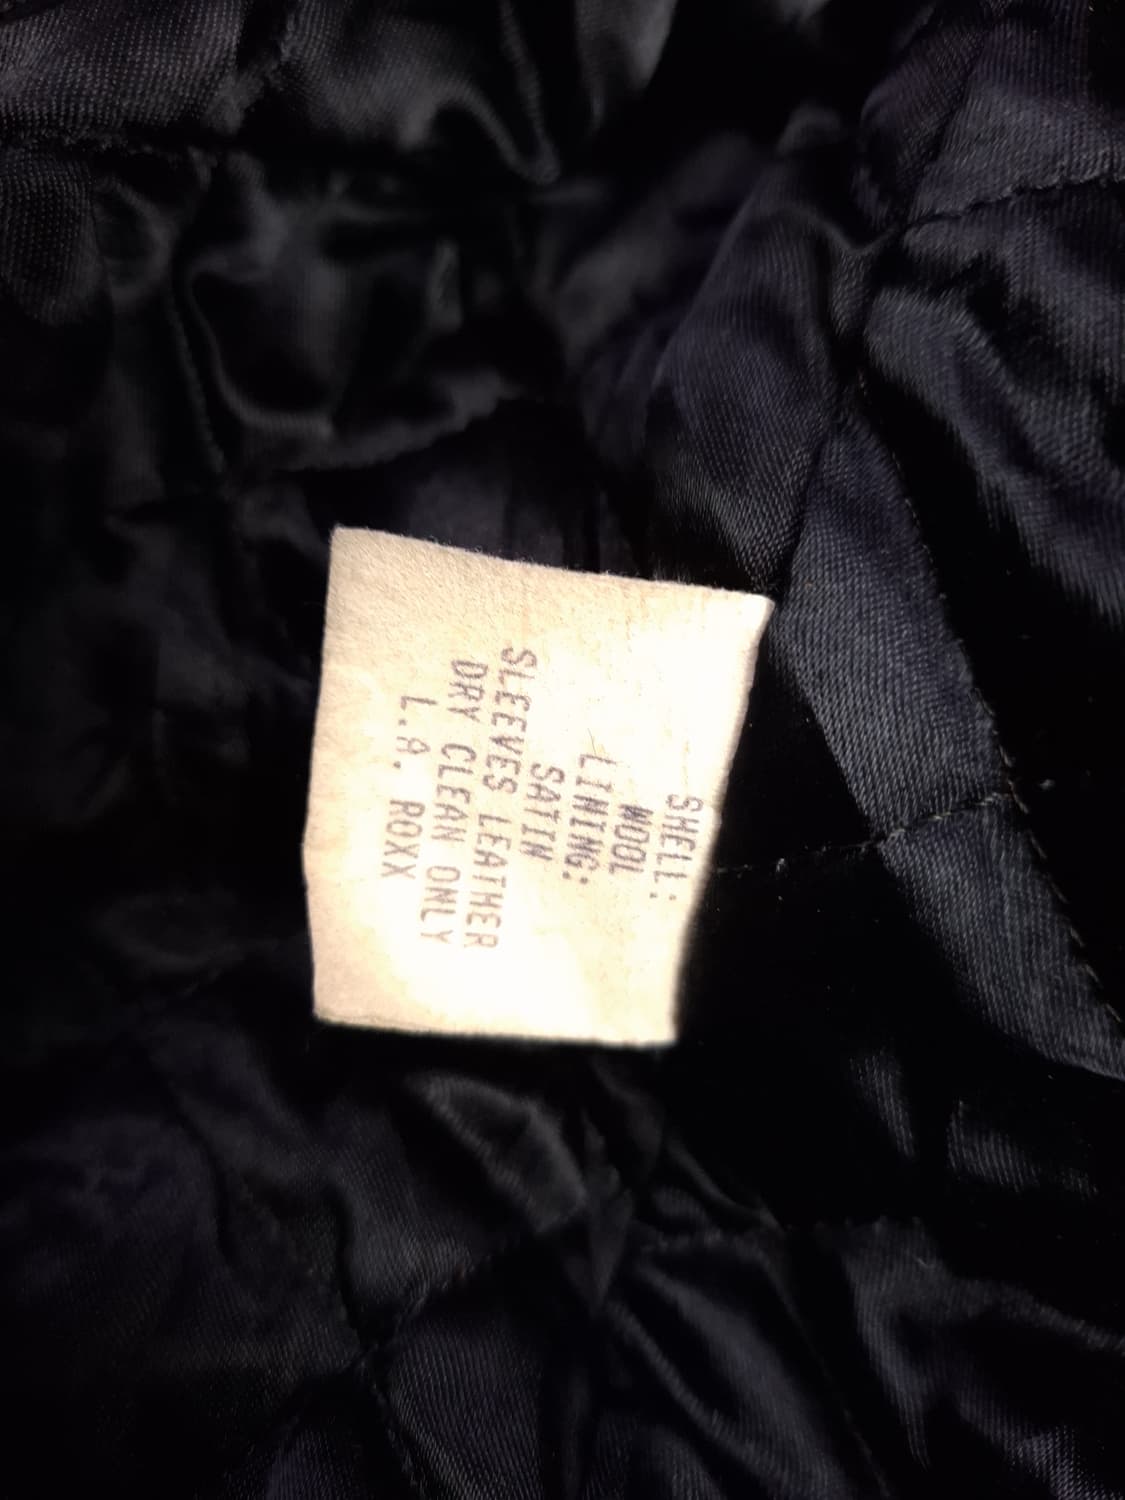 SHELL:
WOOL
LINING:
SATIN
SLEEVES LEATHER
DRY CLEAN ONLY
L.A. ROXX